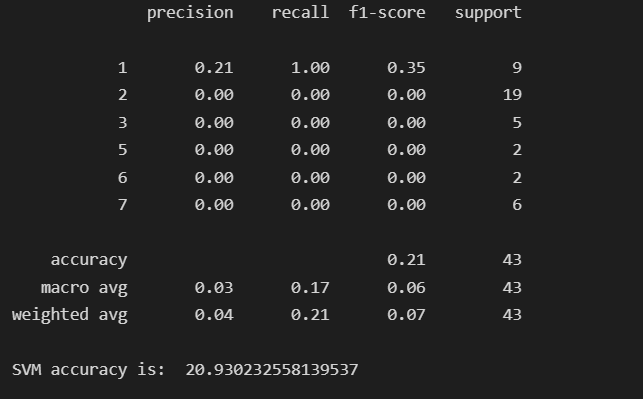 precision recall f1-score support
1 0.21 1.00 0.35 9
2 0.00 0.00 0.00 19
3 0.00 0.00 0.00 5
5 0.00 0.00 0.00 2
6 0.00 0.00 0.00 2
7 0.00 0.00 0.00 6
accuracy 0.21 43
macro avg 0.03 0.17 0.06 43
weighted avg 0.04 0.21 0.07 43
SVM accuracy is: 20.930232558139537